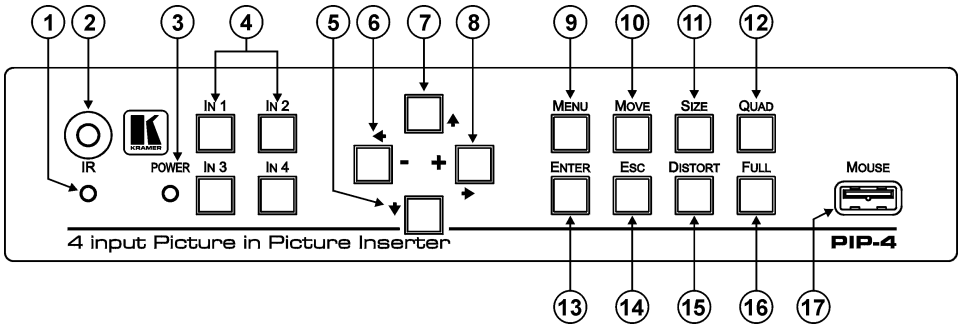 1 2 3 4 5 6 7 8 9 10 11 12
IN 1 IN 2 MENU MOVE SIZE QUAD
K
KRAMER
- +
IR POWER IN 3 IN 4 ENTER ESC DISTORT FULL MOUSE
4 input Picture in Picture Inserter PIP-4
13 14 15 16 17